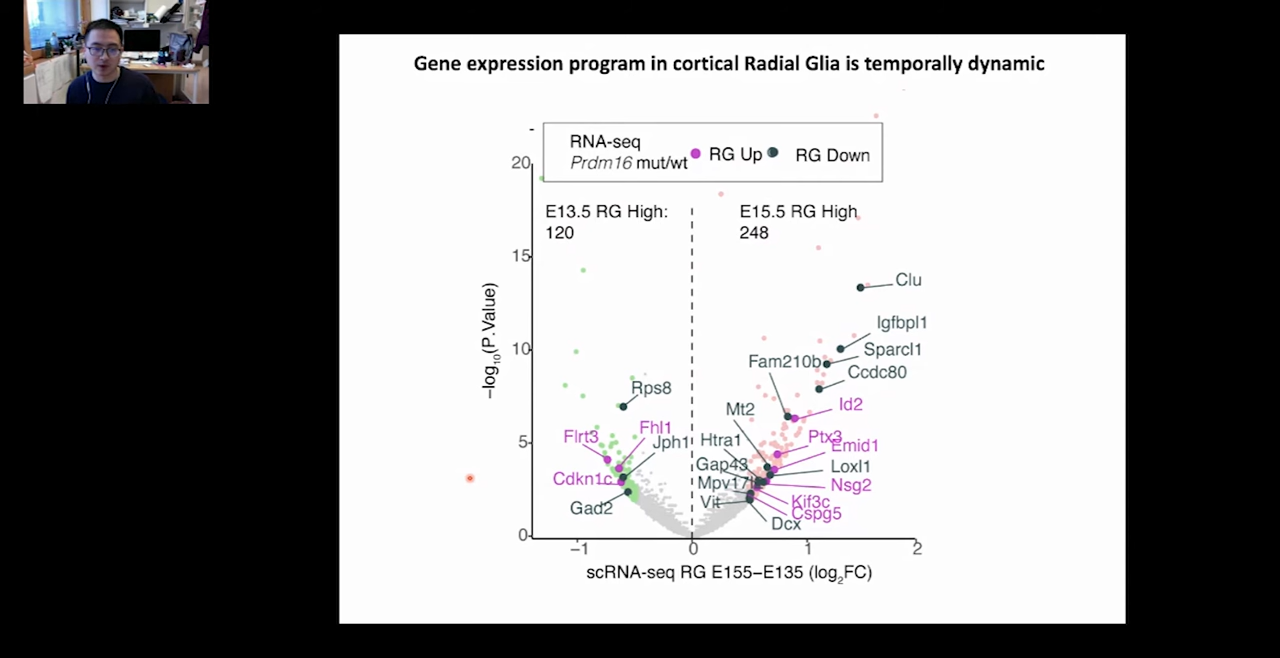 Gene expression program in cortical Radial Glia is temporally dynamic
RNA-seq
Prdm16 mut/wt
RG Up
RG Down
E13.5 RG High:
120
E15.5 RG High
248
20
15
10
5
0
−log10(P.Value)
Clu
Igfbpl1
Sparcl1
Fam210b
Ccdc80
Rps8
Id2
Mt2
Flrt3
Fhl1
Jph1
Htra1
Ptx3
Emid1
Gap43
Loxl1
Cdkn1c
Mpv17l
Nsg2
Gad2
Vit
Kif3c
Cspg5
Dcx
−1
0
1
2
scRNA-seq RG E155−E135 (log2FC)